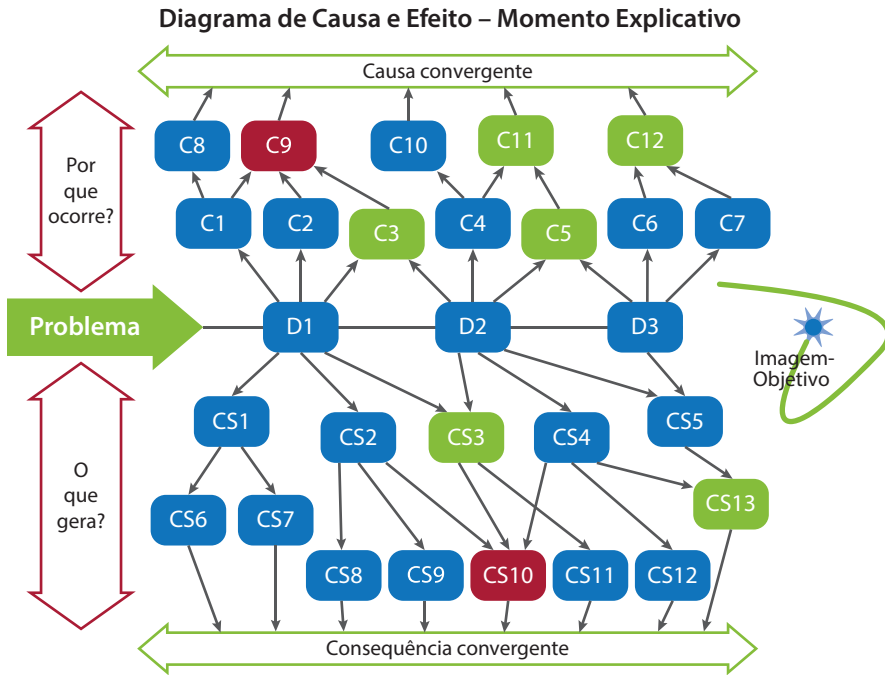 Diagrama de Causa e Efeito – Momento Explicativo
Causa convergente
Por
que
ocorre?
C8
C9
C10
C11
C12
C1
C2
C3
C4
C5
C6
C7
Problema
D1
D2
D3
Imagem-
Objetivo
O
que
gera?
CS1
CS2
CS3
CS4
CS5
CS6
CS7
CS13
CS8
CS9
CS10
CS11
CS12
Consequência convergente